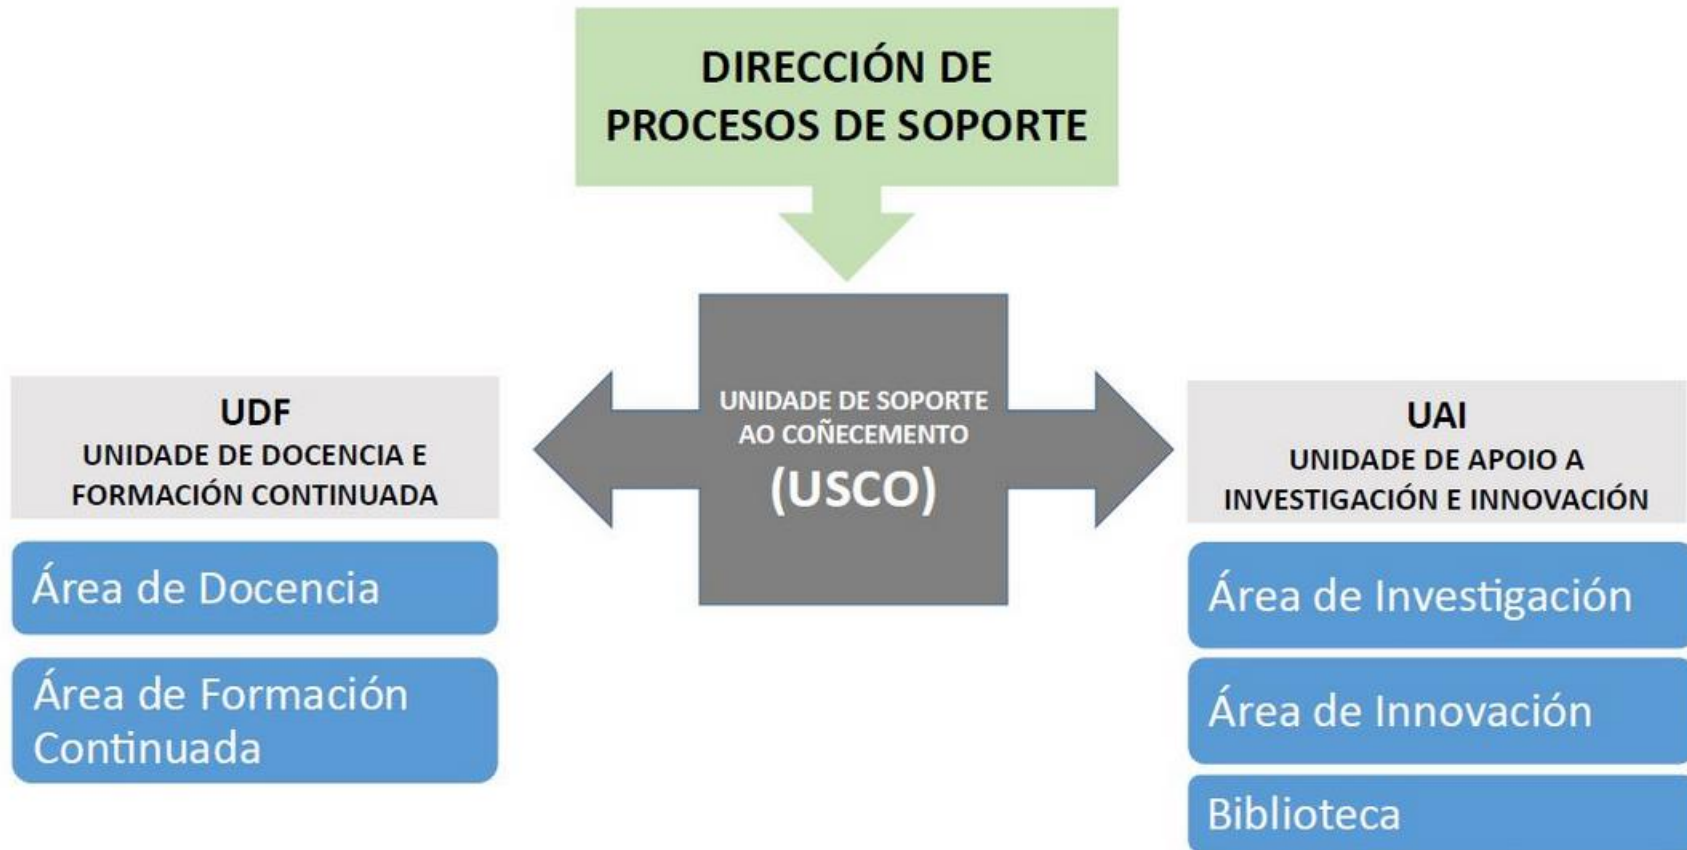 DIRECCIÓN DE
PROCESOS DE SOPORTE
UNIDADE DE SOPORTE
AO COÑECEMENTO
(USCO)
UDF
UNIDADE DE DOCENCIA E
FORMACIÓN CONTINUADA
Área de Docencia
Área de Formación
Continuada
UAI
UNIDADE DE APOIO A
INVESTIGACIÓN E INNOVACIÓN
Área de Investigación
Área de Innovación
Biblioteca